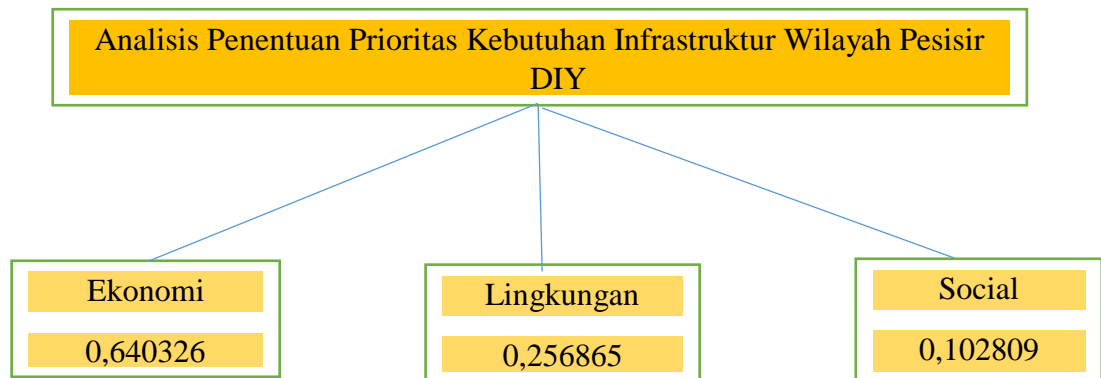 Analisis Penentuan Prioritas Kebutuhan Infrastruktur Wilayah Pesisir
DIY
Ekonomi
0,640326
Lingkungan
0,256865
Social
0,102809